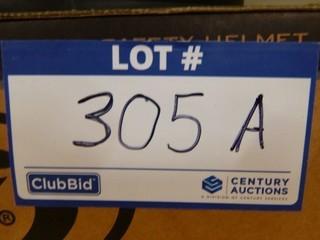 SAFETY HELMET
LOT #
305 A
ClubBid
CENTURY
AUCTIONS
A DIVISION OF CENTURY SERVICES
®